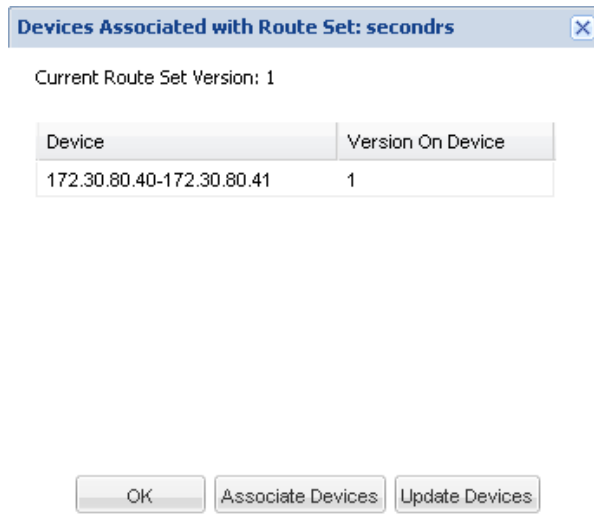 Devices Associated with Route Set: secondrs
Current Route Set Version: 1
Device Version On Device
172.30.80.40-172.30.80.41 1
OK Associate Devices Update Devices